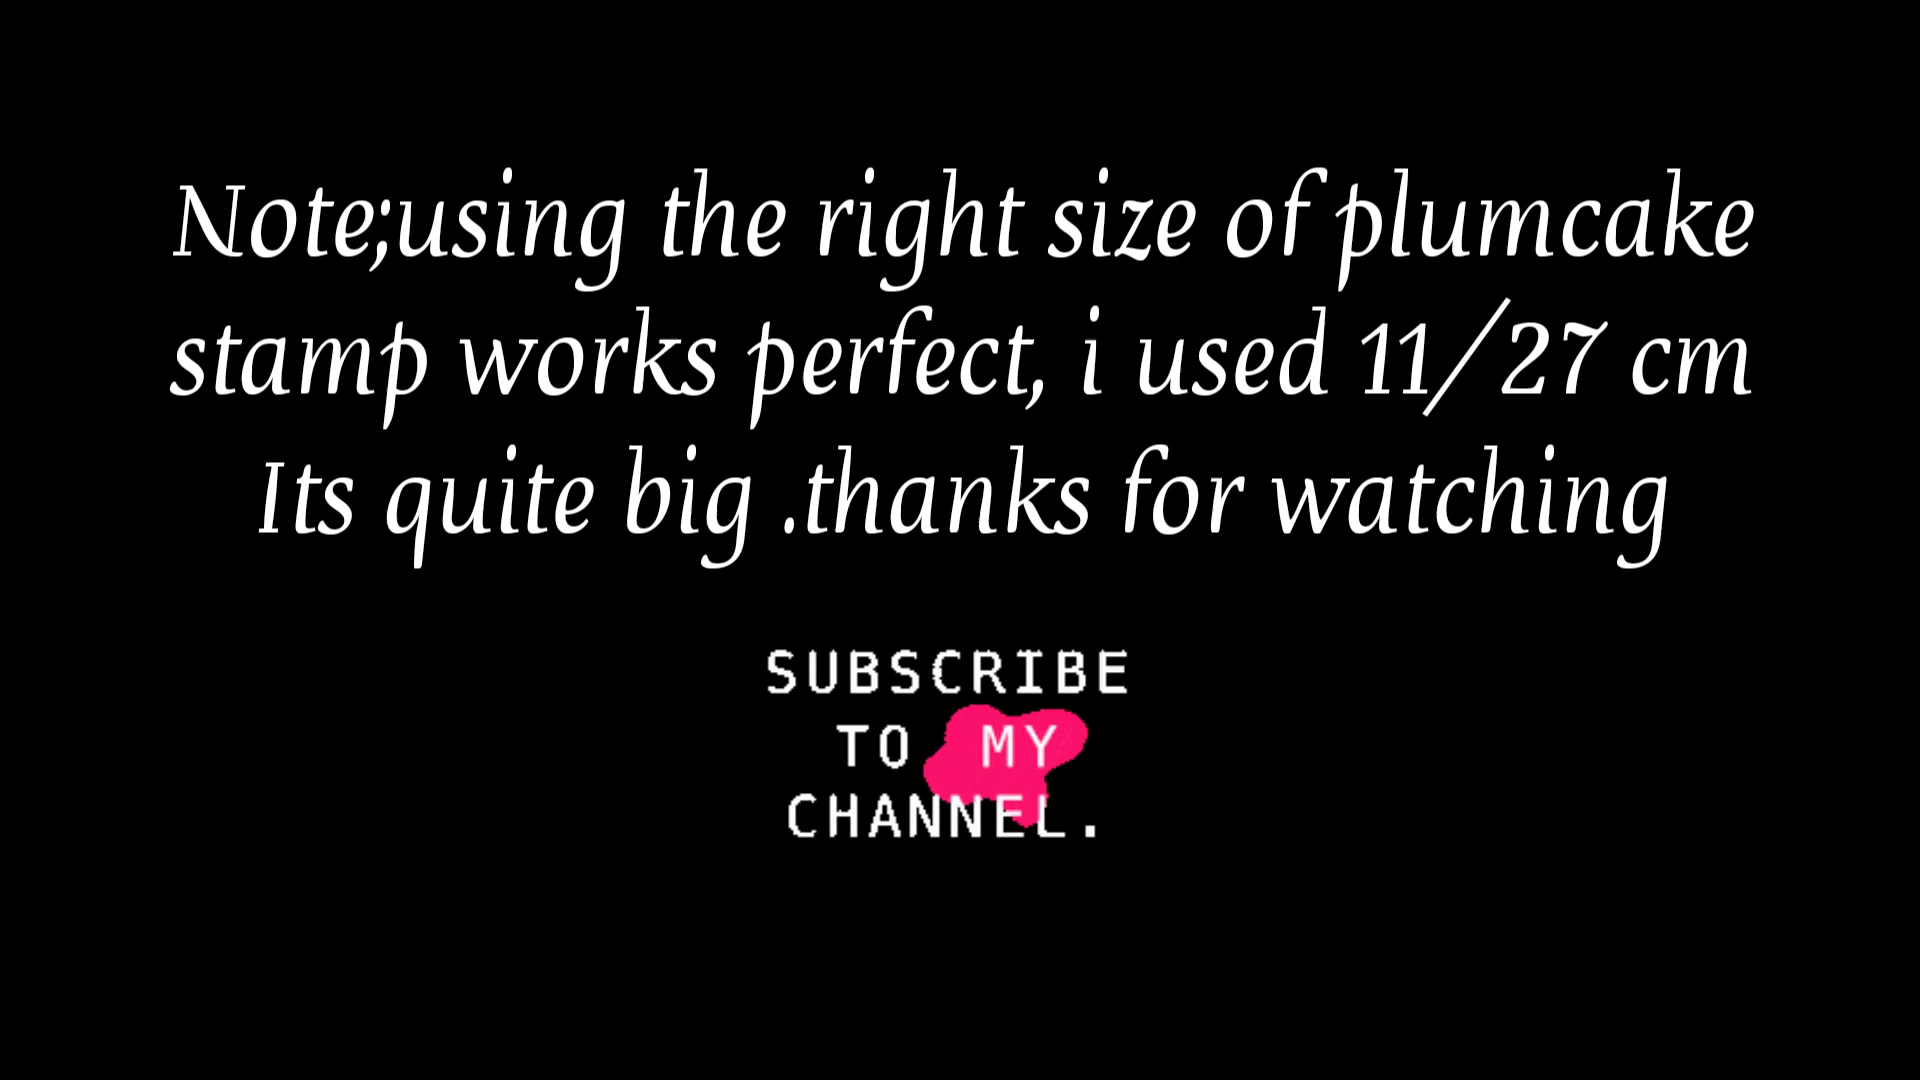 Note;using the right size of plumcake
stamp works perfect, i used 11/27 cm
Its quite big .thanks for watching
SUBSCRIBE
TO MY
CHANNEL.